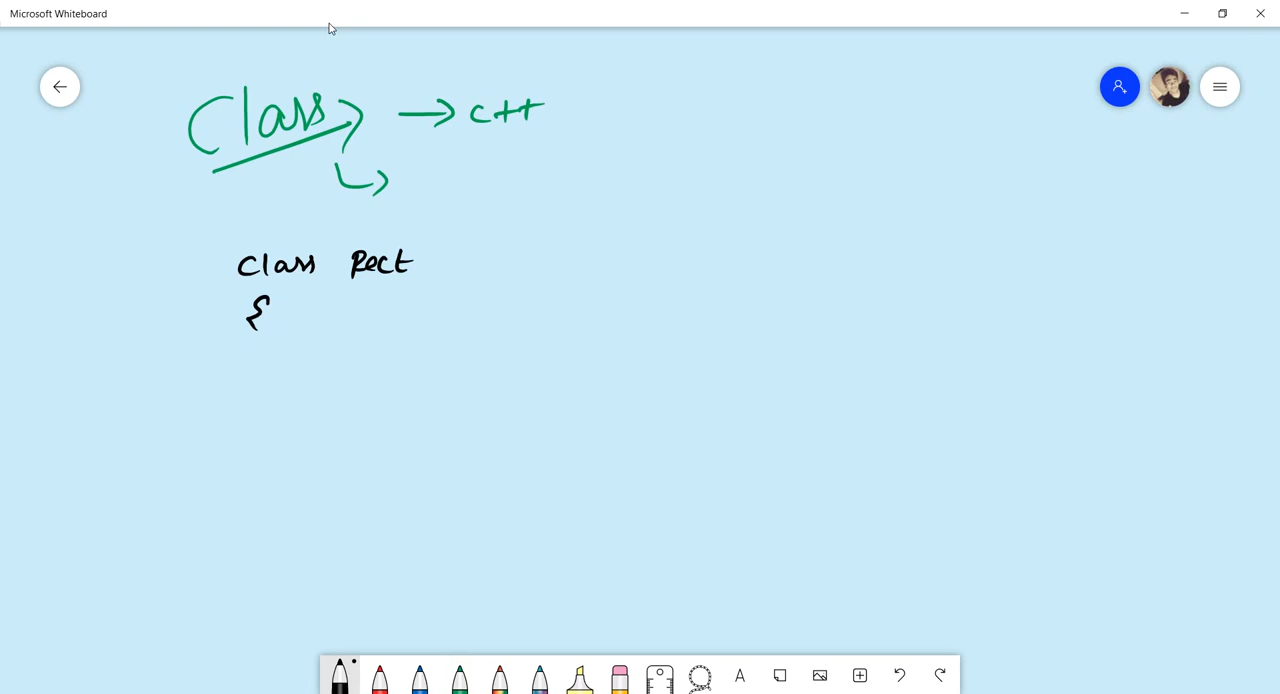 Microsoft Whiteboard
Class → c++
class Rect
{
A